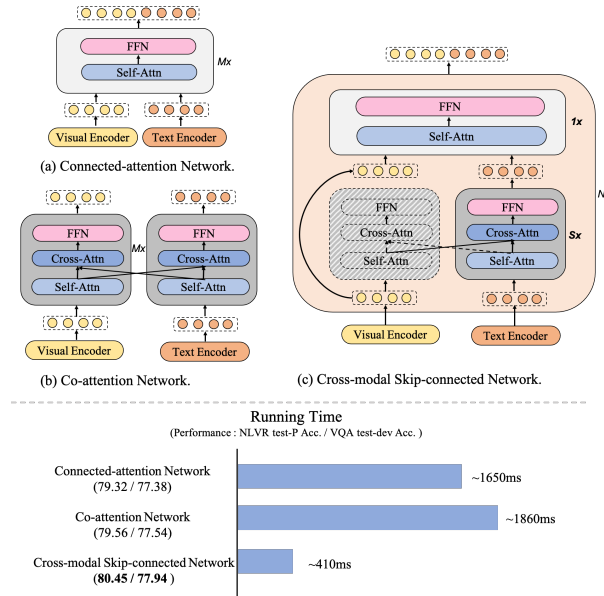 FFN
Self-Attn
Mx
Visual Encoder
Text Encoder
(a) Connected-attention Network.
FFN
Cross-Attn
Self-Attn
Mx
FFN
Cross-Attn
Self-Attn
Visual Encoder
Text Encoder
(b) Co-attention Network.
FFN
Self-Attn
1x
FFN
Cross-Attn
Self-Attn
FFN
Cross-Attn
Self-Attn
Sx
N
Visual Encoder
Text Encoder
(c) Cross-modal Skip-connected Network.
Running Time
(Performance : NLVR test-P Acc. / VQA test-dev Acc. )
Connected-attention Network
(79.32 / 77.38)
~1650ms
Co-attention Network
(79.56 / 77.54)
~1860ms
Cross-modal Skip-connected Network
(80.45 / 77.94 )
~410ms